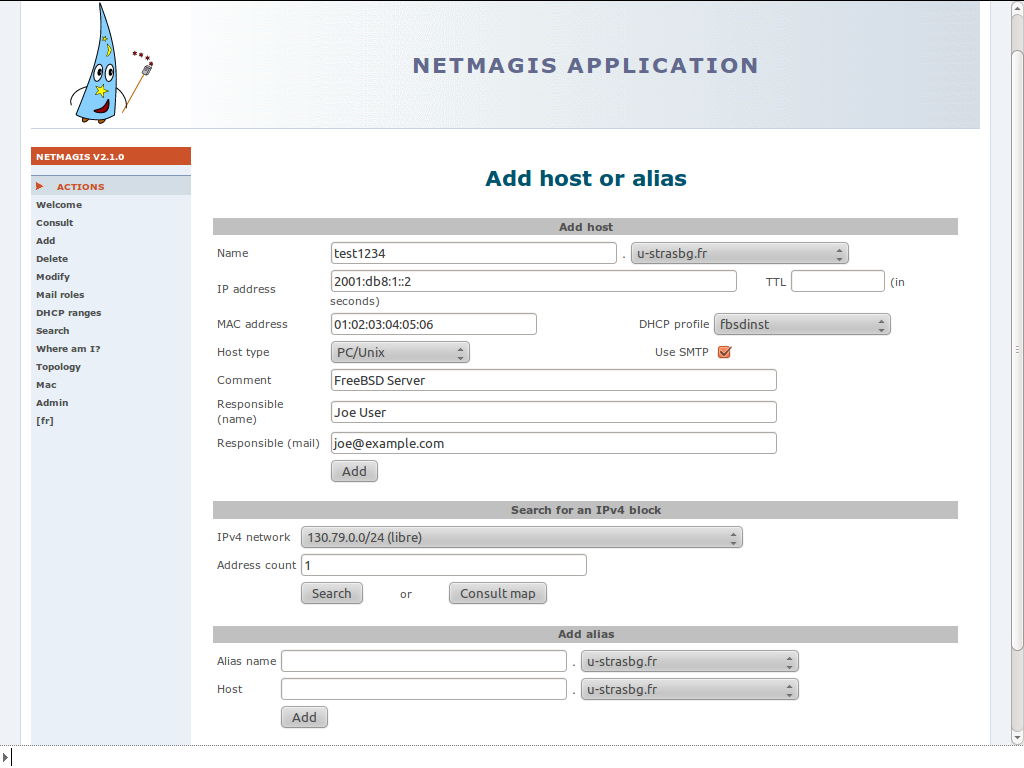 NETMAGIS APPLICATION
NETMAGIS V2.1.0
ACTIONS
Welcome
Consult
Add
Delete
Modify
Mail roles
DHCP ranges
Search
Where am I?
Topology
Mac
Admin
[fr]
Add host or alias
Add host
Name test1234 . u-strasbg.fr
IP address 2001:db8:1::2 TTL (in
seconds)
MAC address 01:02:03:04:05:06 DHCP profile fbsdinst
Host type PC/Unix Use SMTP
Comment FreeBSD Server
Responsible
(name) Joe User
Responsible (mail) joe@example.com
Add
Search for an IPv4 block
IPv4 network 130.79.0.0/24 (libre)
Address count 1
Search or Consult map
Add alias
Alias name . u-strasbg.fr
Host . u-strasbg.fr
Add